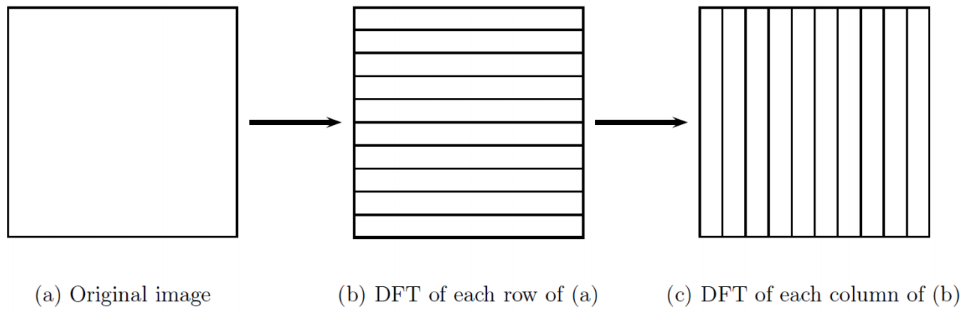 (a) Original image
(b) DFT of each row of (a)
(c) DFT of each column of (b)